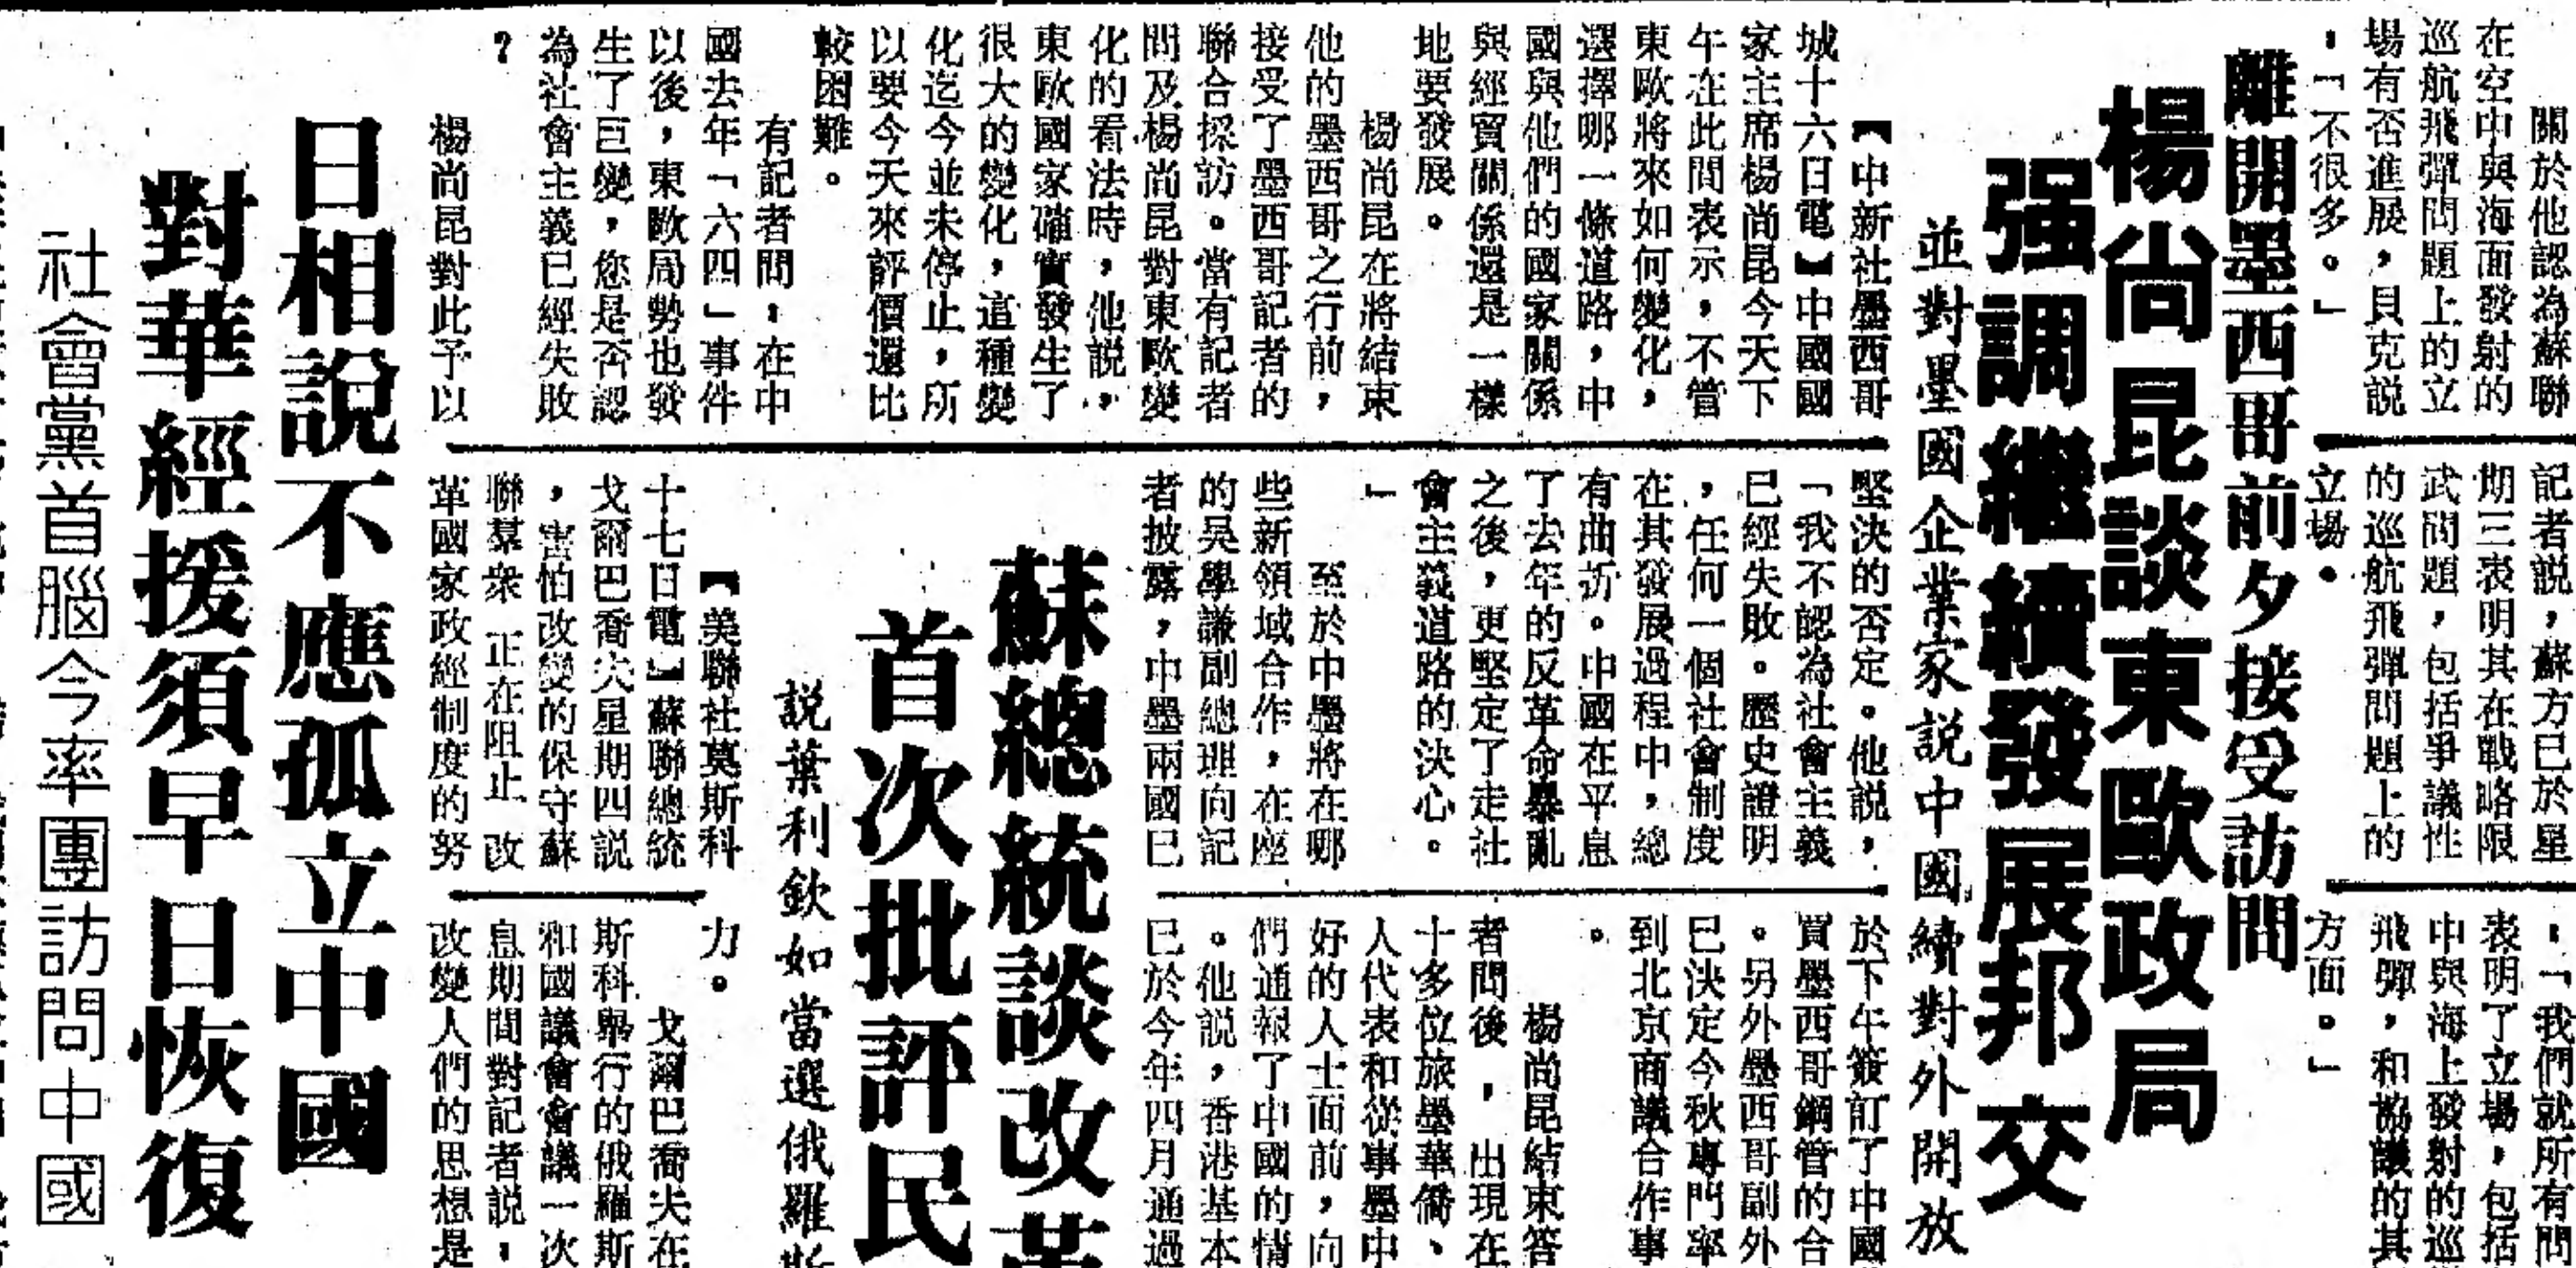 關於他認為蘇聯
在空中與海面發射的
巡航飛彈問題上的立
場有否進展，貝克說
：「不很多。」
記者說，蘇方已於星
期三表明其在戰略限
武問題，包括爭議性
的巡航飛彈問題上的
立場。
：「我們就所有問
表明了立場，包括
中與海上發射的巡
飛彈，和協議的其
方面。」
離開墨西哥前夕接受訪問
楊尚昆談東歐政局
强調繼續發展邦交
並對墨國企業家説中國續對外開放
【中新社墨西哥
城十六日電】中國國
家主席楊尚昆今天下
午在此間表示，不管
東歐將來如何變化，
選擇哪一條道路，中
國與他們的國家關係
與經貿關係還是一樣
地要發展。
楊尚昆在將結束
他的墨西哥之行前，
接受了墨西哥記者的
聯合採訪。當有記者
問及楊尚昆對東歐變
化的看法時，他説，
東歐國家確實發生了
很大的變化，這種變
化迄今並未停止，所
以要今天來評價還比
較困難。
有記者問：在中
國去年「六四」事件
以後，東歐局勢也發
生了巨變，您是否認
為社會主義已經失敗
？
楊尚昆對此予以
堅決的否定。他説，
「我不認為社會主義
已經失敗。歷史證明
，任何一個社會制度
在其發展過程中，總
有曲折。中國在平息
了去年的反革命暴亂
之後，更堅定了走社
會主義道路的決心。
」
至於中墨將在哪
些新領域合作，在座
的吳學謙副總理向記
者披露，中墨兩國已
於下午簽訂了中國
買墨西哥鋼管的合
。另外墨西哥副外
已決定今秋專門率
到北京商議合作事
。
楊尚昆結束答
者問後，出現在
十多位旅墨華僑、
人代表和從事墨中
好的人士面前，向
們通報了中國的情
。他説，香港基本
已於今年四月通過
蘇總統談改革
首次批評民
説葉利欽如當選俄羅斯
【美聯社莫斯科
十七日電】蘇聯總統
戈爾巴喬夫星期四説
，害怕改變的保守蘇
聯羣衆 正在阻止 改
革國家政經制度的努
力。
戈爾巴喬夫在
斯科舉行的俄羅斯
和國議會會議一次
息期間對記者説：
改變人們的思想是
日相説不應孤立中國
對華經援須早日恢復
社會黨首腦今率團訪問中國